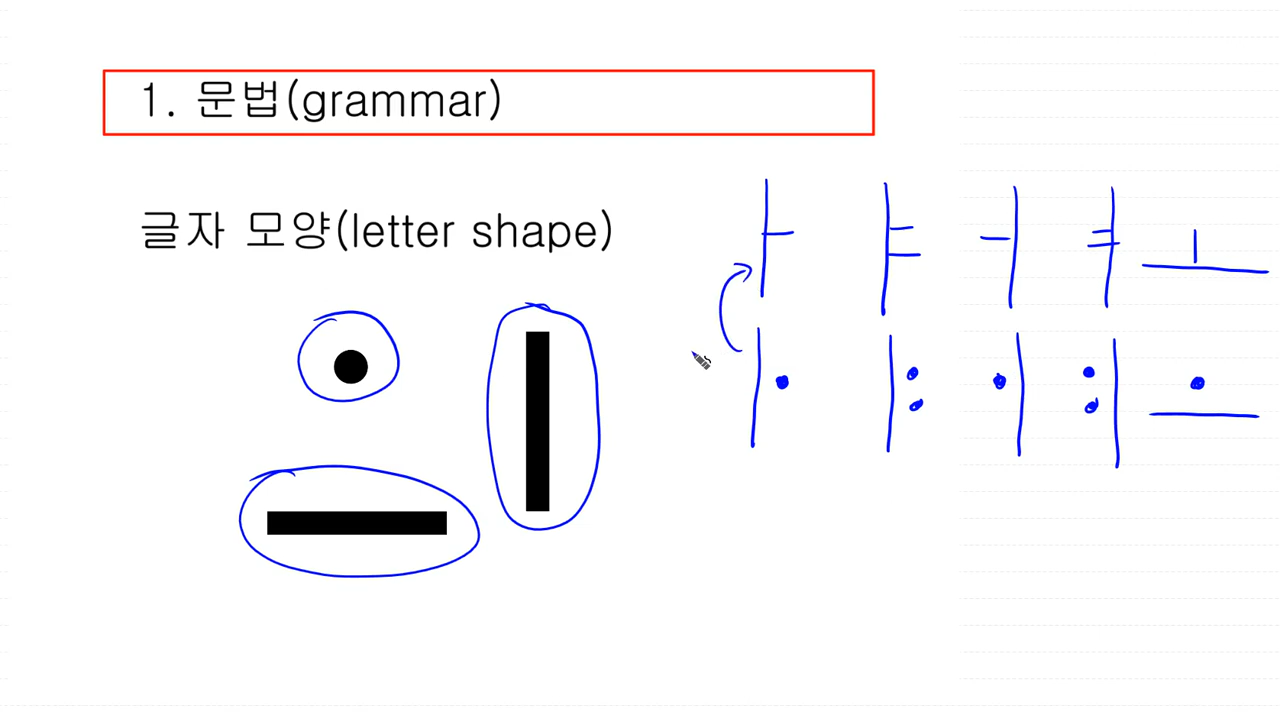 1. 문법(grammar)
글자 모양(letter shape)
ㅏ ㅑ ㅓ ㅕ ㅗ